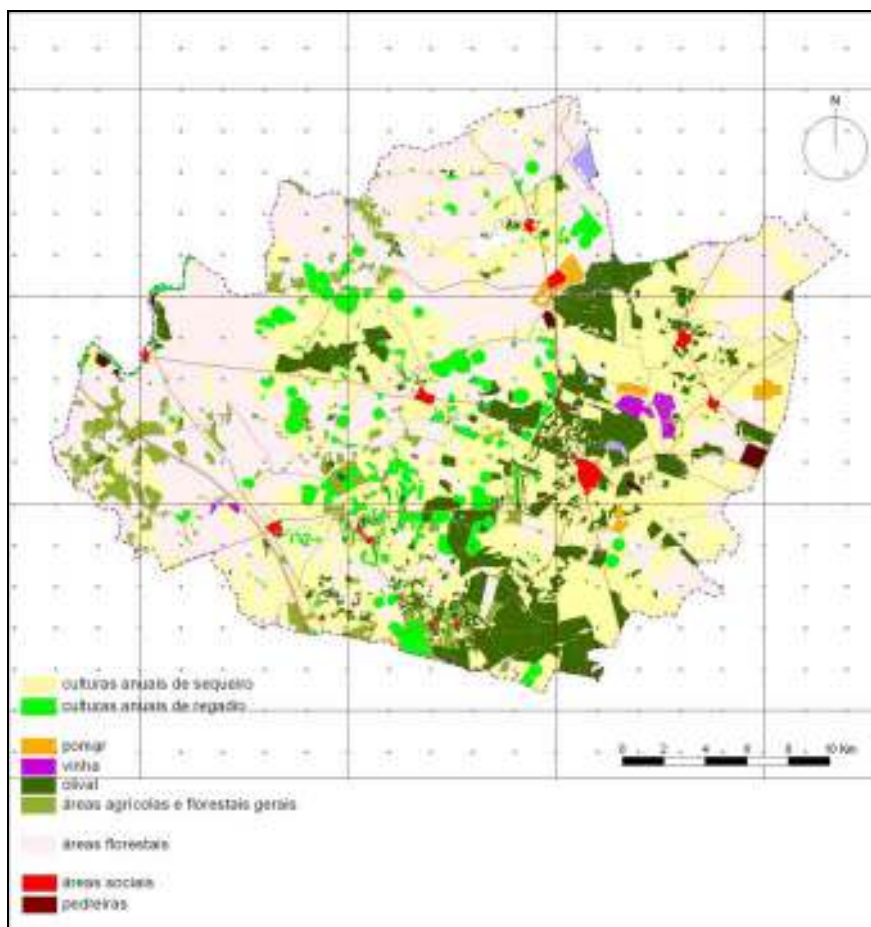 N
culturas anuais de sequeiro
culturas anuais de regadio
pomar
vinha
olival
áreas agrícolas e florestais gerais
áreas florestais
áreas sociais
pedreiras
0 2 4 6 8 10 Km